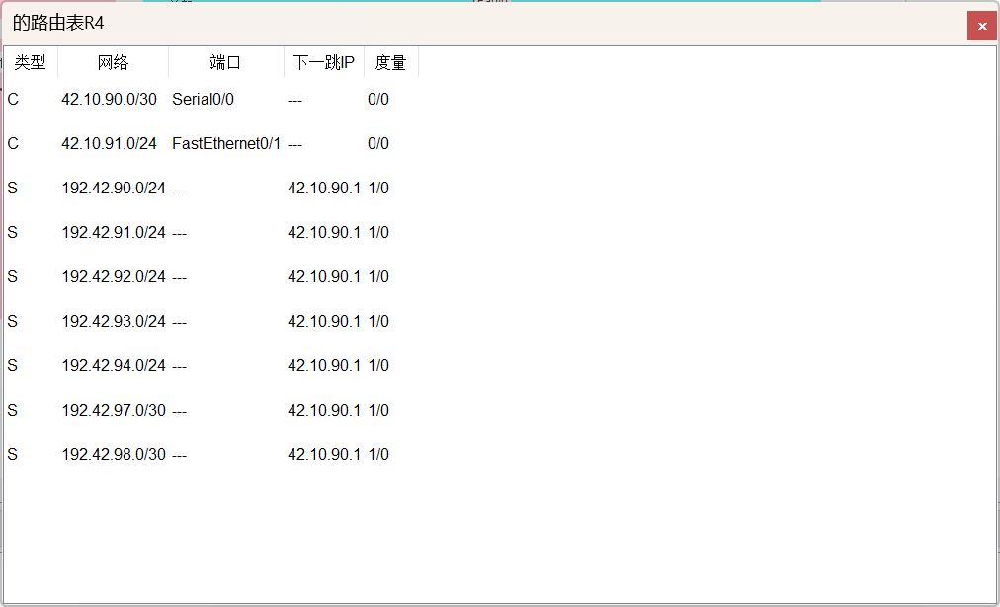 的路由表R4
类型 网络 端口 下一跳IP 度量
C 42.10.90.0/30 Serial0/0 --- 0/0
C 42.10.91.0/24 FastEthernet0/1 --- 0/0
S 192.42.90.0/24 --- 42.10.90.1 1/0
S 192.42.91.0/24 --- 42.10.90.1 1/0
S 192.42.92.0/24 --- 42.10.90.1 1/0
S 192.42.93.0/24 --- 42.10.90.1 1/0
S 192.42.94.0/24 --- 42.10.90.1 1/0
S 192.42.97.0/30 --- 42.10.90.1 1/0
S 192.42.98.0/30 --- 42.10.90.1 1/0